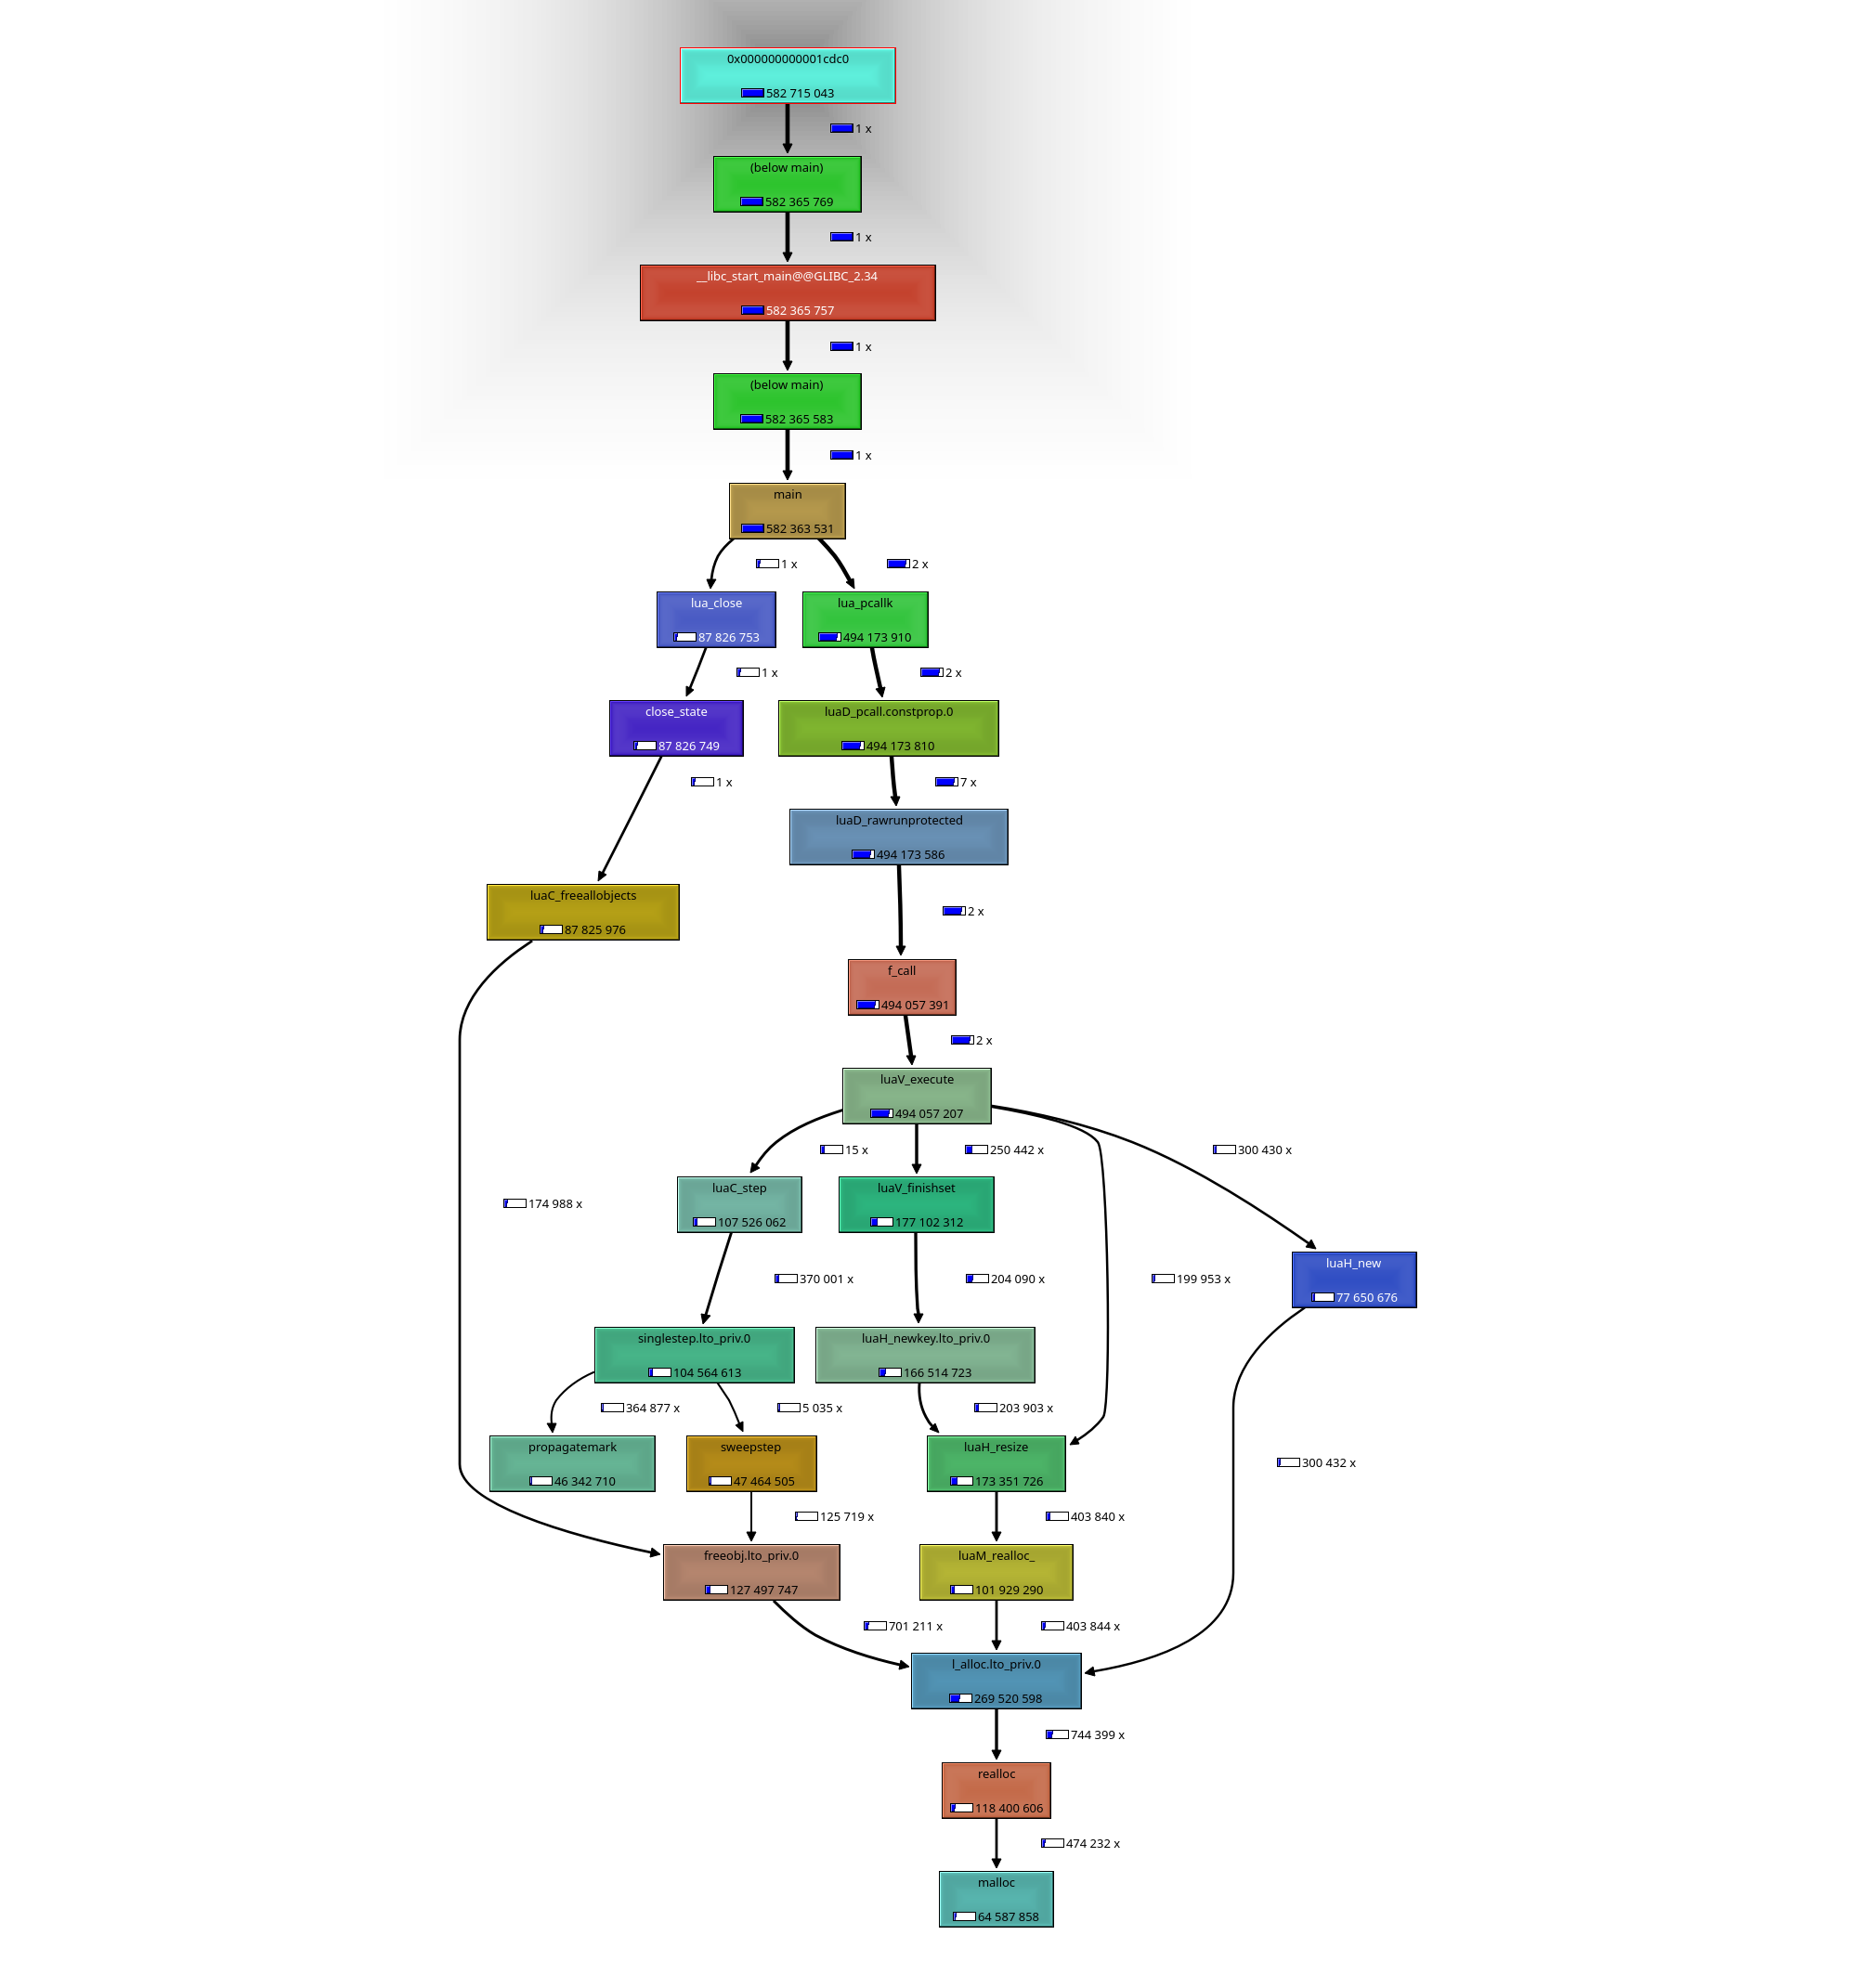 0x000000000001cdc0
582 715 043
1 x
(below main)
582 365 769
1 x
__libc_start_main@@GLIBC_2.34
582 365 757
1 x
(below main)
582 365 583
1 x
main
582 363 531
1 x
2 x
lua_close
87 826 753
lua_pcallk
494 173 910
1 x
2 x
close_state
87 826 749
luaD_pcall.constprop.0
494 173 810
1 x
7 x
luaD_rawrunprotected
494 173 586
luaC_freeallobjects
87 825 976
2 x
f_call
494 057 391
2 x
luaV_execute
494 057 207
15 x
250 442 x
300 430 x
luaC_step
107 526 062
luaV_finishset
177 102 312
174 988 x
luaH_new
77 650 676
370 001 x
204 090 x
199 953 x
singlestep.lto_priv.0
104 564 613
luaH_newkey.lto_priv.0
166 514 723
364 877 x
5 035 x
203 903 x
propagatemark
46 342 710
sweepstep
47 464 505
luaH_resize
173 351 726
300 432 x
125 719 x
403 840 x
freeobj.lto_priv.0
127 497 747
luaM_realloc_
101 929 290
701 211 x
403 844 x
l_alloc.lto_priv.0
269 520 598
744 399 x
realloc
118 400 606
474 232 x
malloc
64 587 858